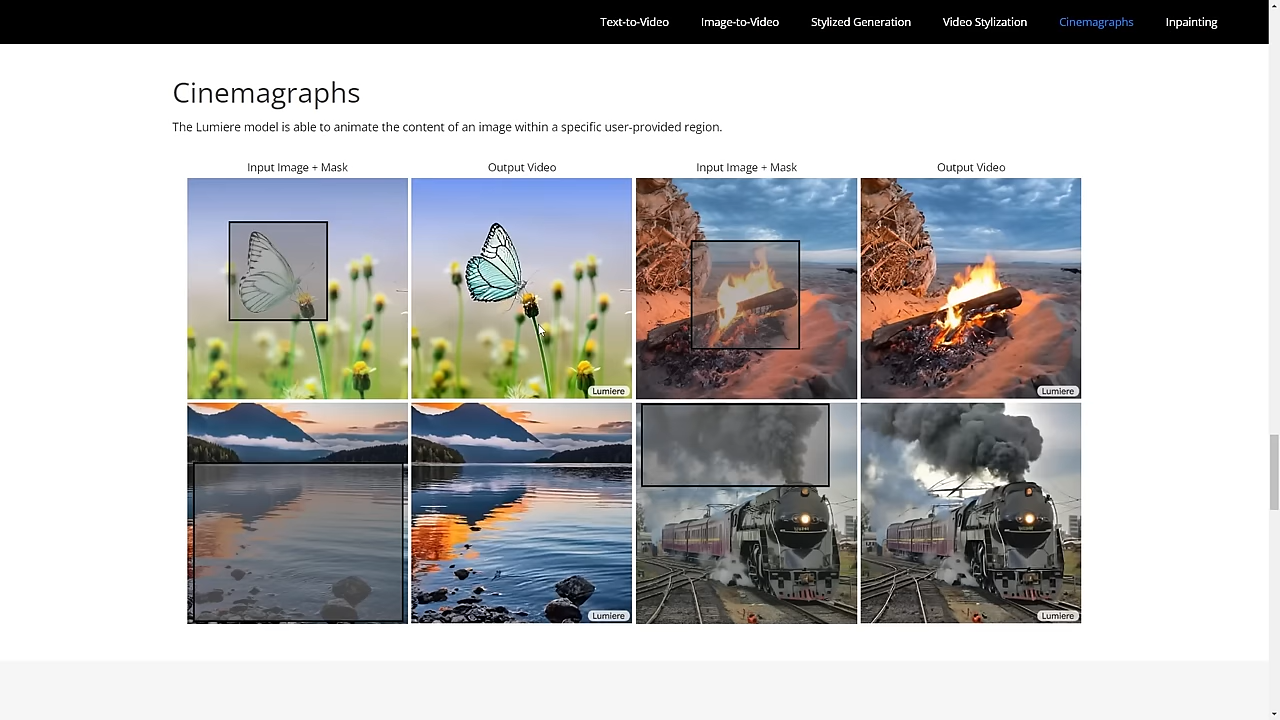 Text-to-Video Image-to-Video Stylized Generation Video Stylization Cinemagraphs Inpainting
Cinemagraphs
The Lumiere model is able to animate the content of an image within a specific user-provided region.
Input Image + Mask Output Video Input Image + Mask Output Video
Lumiere Lumiere
Lumiere Lumiere